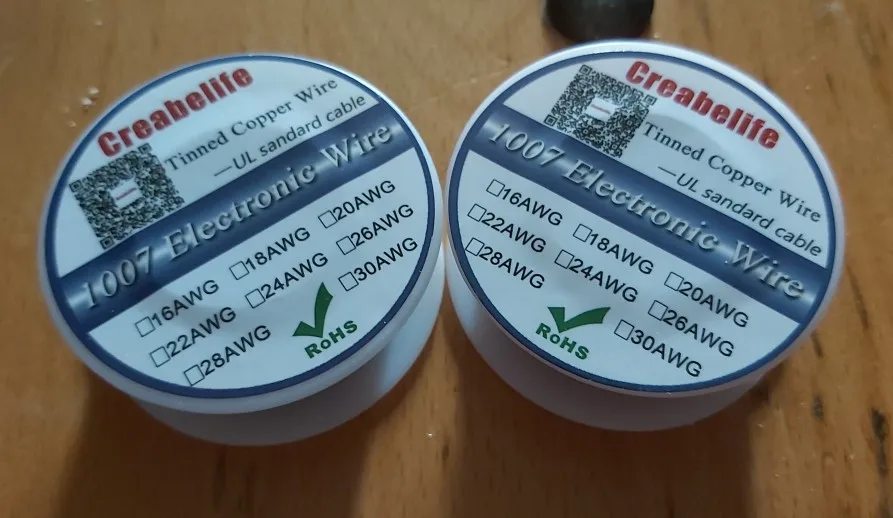 Creabelife
Tinned Copper Wire
—UL sandard cable
1007 Electronic Wire
□16AWG □18AWG □20AWG
□22AWG □24AWG □26AWG
□28AWG □30AWG
RoHS
Creabelife
Tinned Copper Wire
—UL sandard cable
1007 Electronic Wire
□16AWG □18AWG □20AWG
□22AWG □24AWG □26AWG
□28AWG □30AWG
RoHS